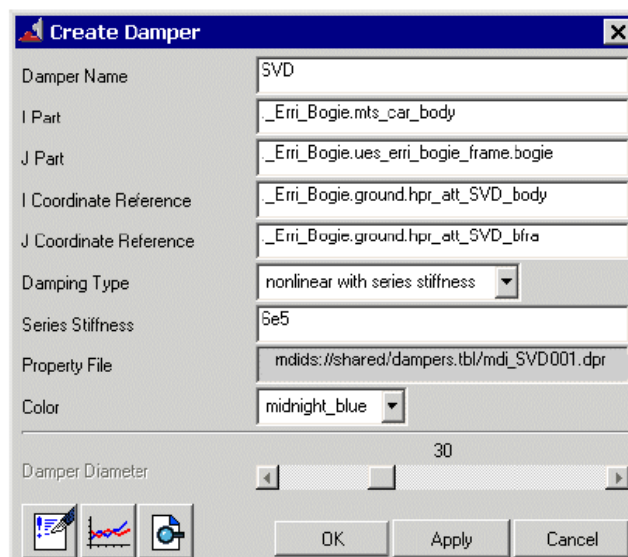 Create Damper
Damper Name SVD
I Part ._Erri_Bogie.mts_car_body
J Part ._Erri_Bogie.ues_erri_bogie_frame.bogie
I Coordinate Reference ._Erri_Bogie.ground.hpr_att_SVD_body
J Coordinate Reference ._Erri_Bogie.ground.hpr_att_SVD_bfra
Damping Type nonlinear with series stiffness
Series Stiffness 6e5
Property File mdids://shared/dampers.tbl/mdi_SVD001.dpr
Color midnight_blue
30
Damper Diameter
OK Apply Cancel